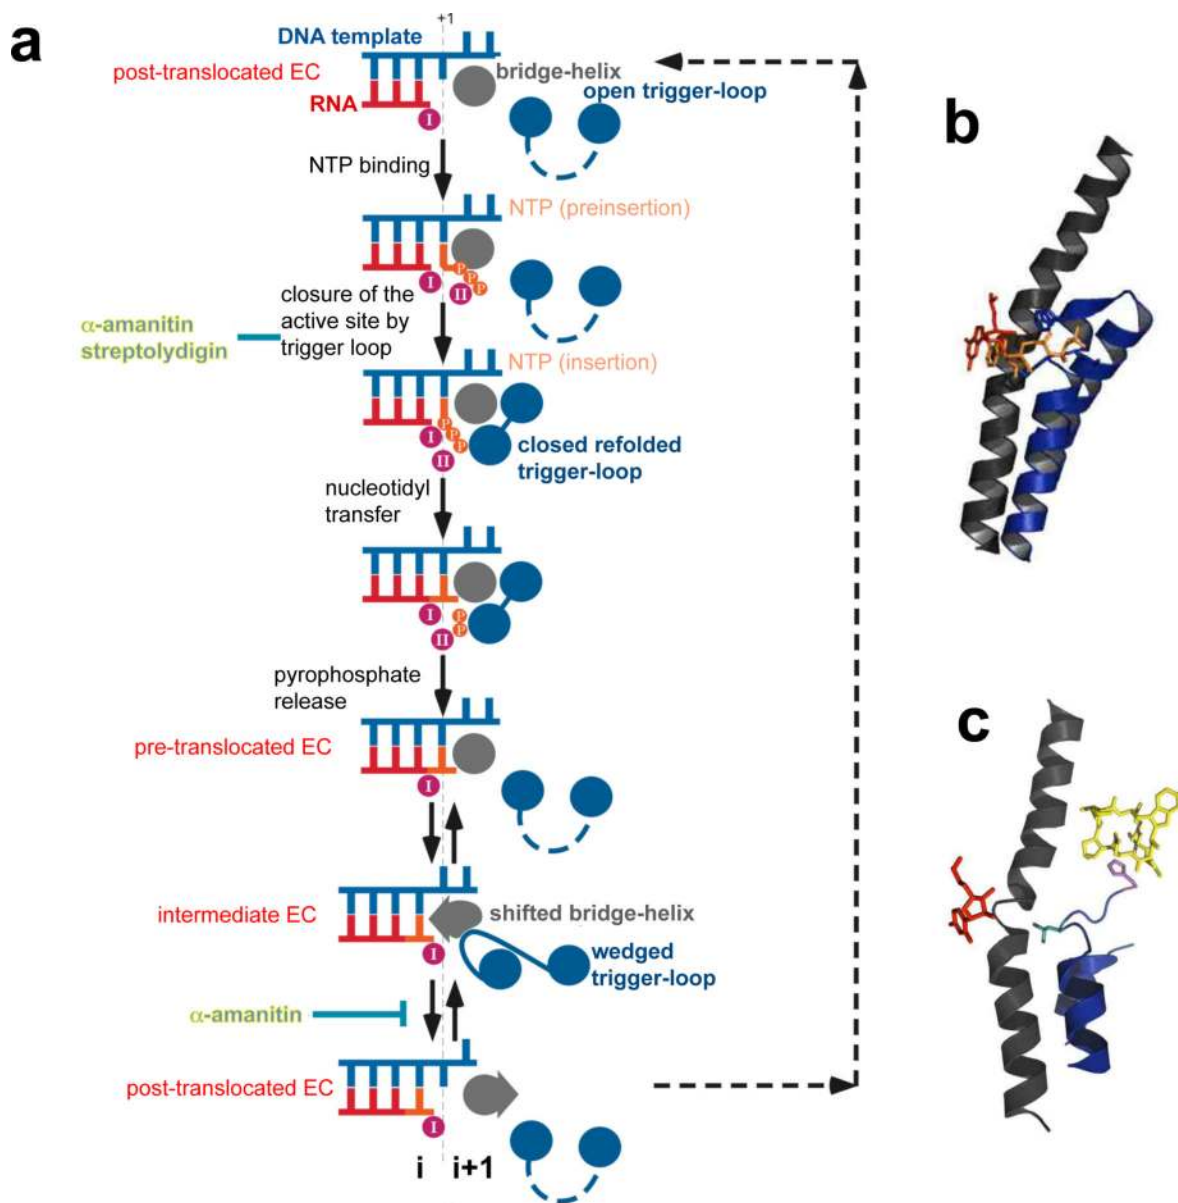 a
+1
DNA template
post-translocated EC
bridge-helix
open trigger-loop
RNA
I
NTP binding
NTP (preinsertion)
I
II
P
P
P
closure of the
active site by
trigger loop
α-amanitin
streptolydigin
NTP (insertion)
I
II
P
P
P
closed refolded
trigger-loop
nucleotidyl
transfer
I
II
P
P
pyrophosphate
release
pre-translocated EC
I
intermediate EC
shifted bridge-helix
I
wedged
trigger-loop
α-amanitin
post-translocated EC
I
i
i+1
b
c